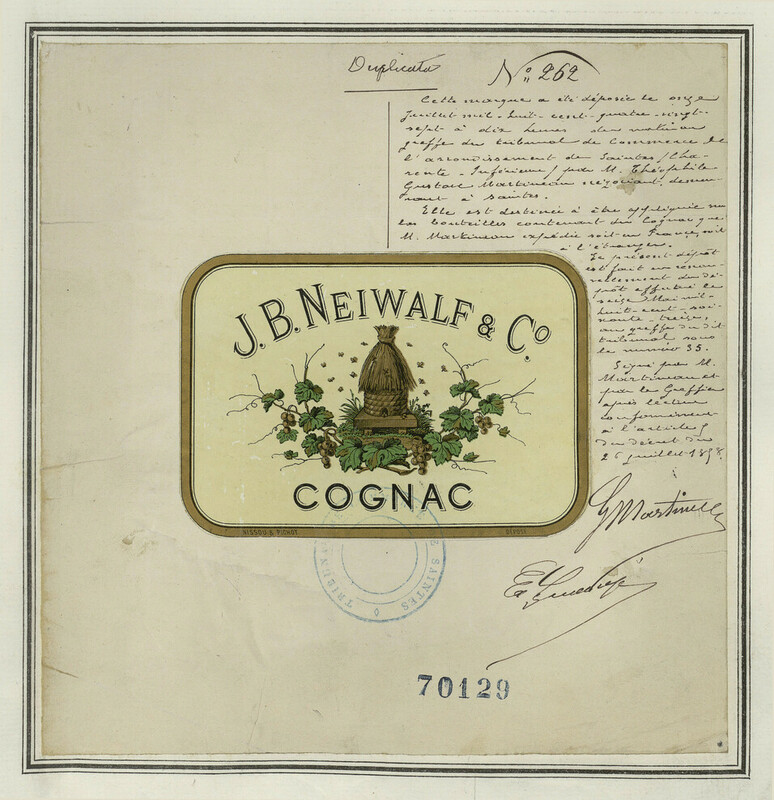 Duplicata
No 262
Cette marque a été déposée le onze
juillet mil-huit-cent-quatre-vingt-
sept à dix heures du matin au
greffe du tribunal de Commerce de
l'arrondissement de Saintes (Cha-
rente-Inférieure) par M. Théophile
Gustave Martineau négociant, demeu-
rant à Saintes.
Elle est destinée à être appliquée sur
les bouteilles contenant du Cognac que
M. Martineau expédie soit en France, soit
à l'étranger.
Le présent dépôt
est fait en renou-
vellement du dé-
pôt effectué le
seize Mai mil-
huit-cent-soi-
xante-treize,
au greffe du dit
tribunal sous
le numéro 35.
Signé par M.
Martineau et
par le Greffier
après lecture
conformément
à l'article 5
du décret du
26 juillet 1858.
J.B. NEIWALF & Co
COGNAC
DÉPOSÉ
G Martineau
TRIBUNAL SAINTES
70129